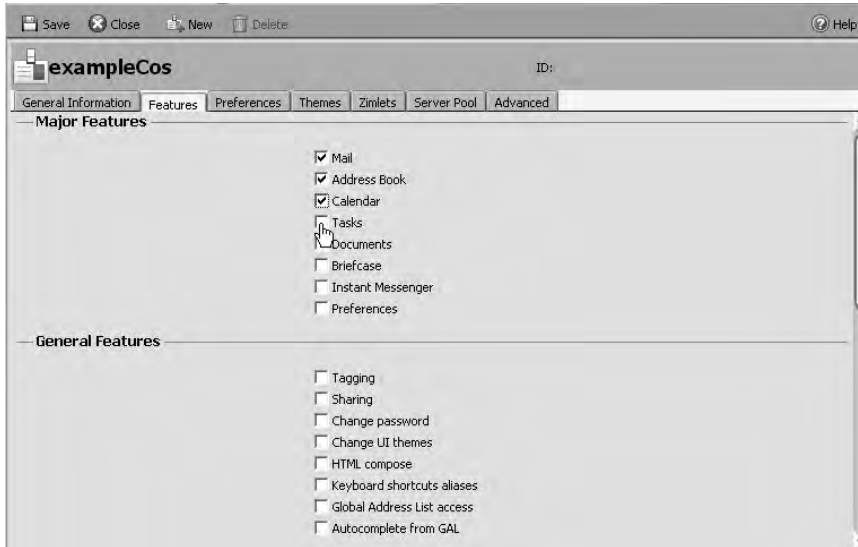 Save Close New Delete Help
exampleCos ID:
General Information Features Preferences Themes Zimlets Server Pool Advanced
Major Features
Mail
Address Book
Calendar
Tasks
Documents
Briefcase
Instant Messenger
Preferences
General Features
Tagging
Sharing
Change password
Change UI themes
HTML compose
Keyboard shortcuts aliases
Global Address List access
Autocomplete from GAL